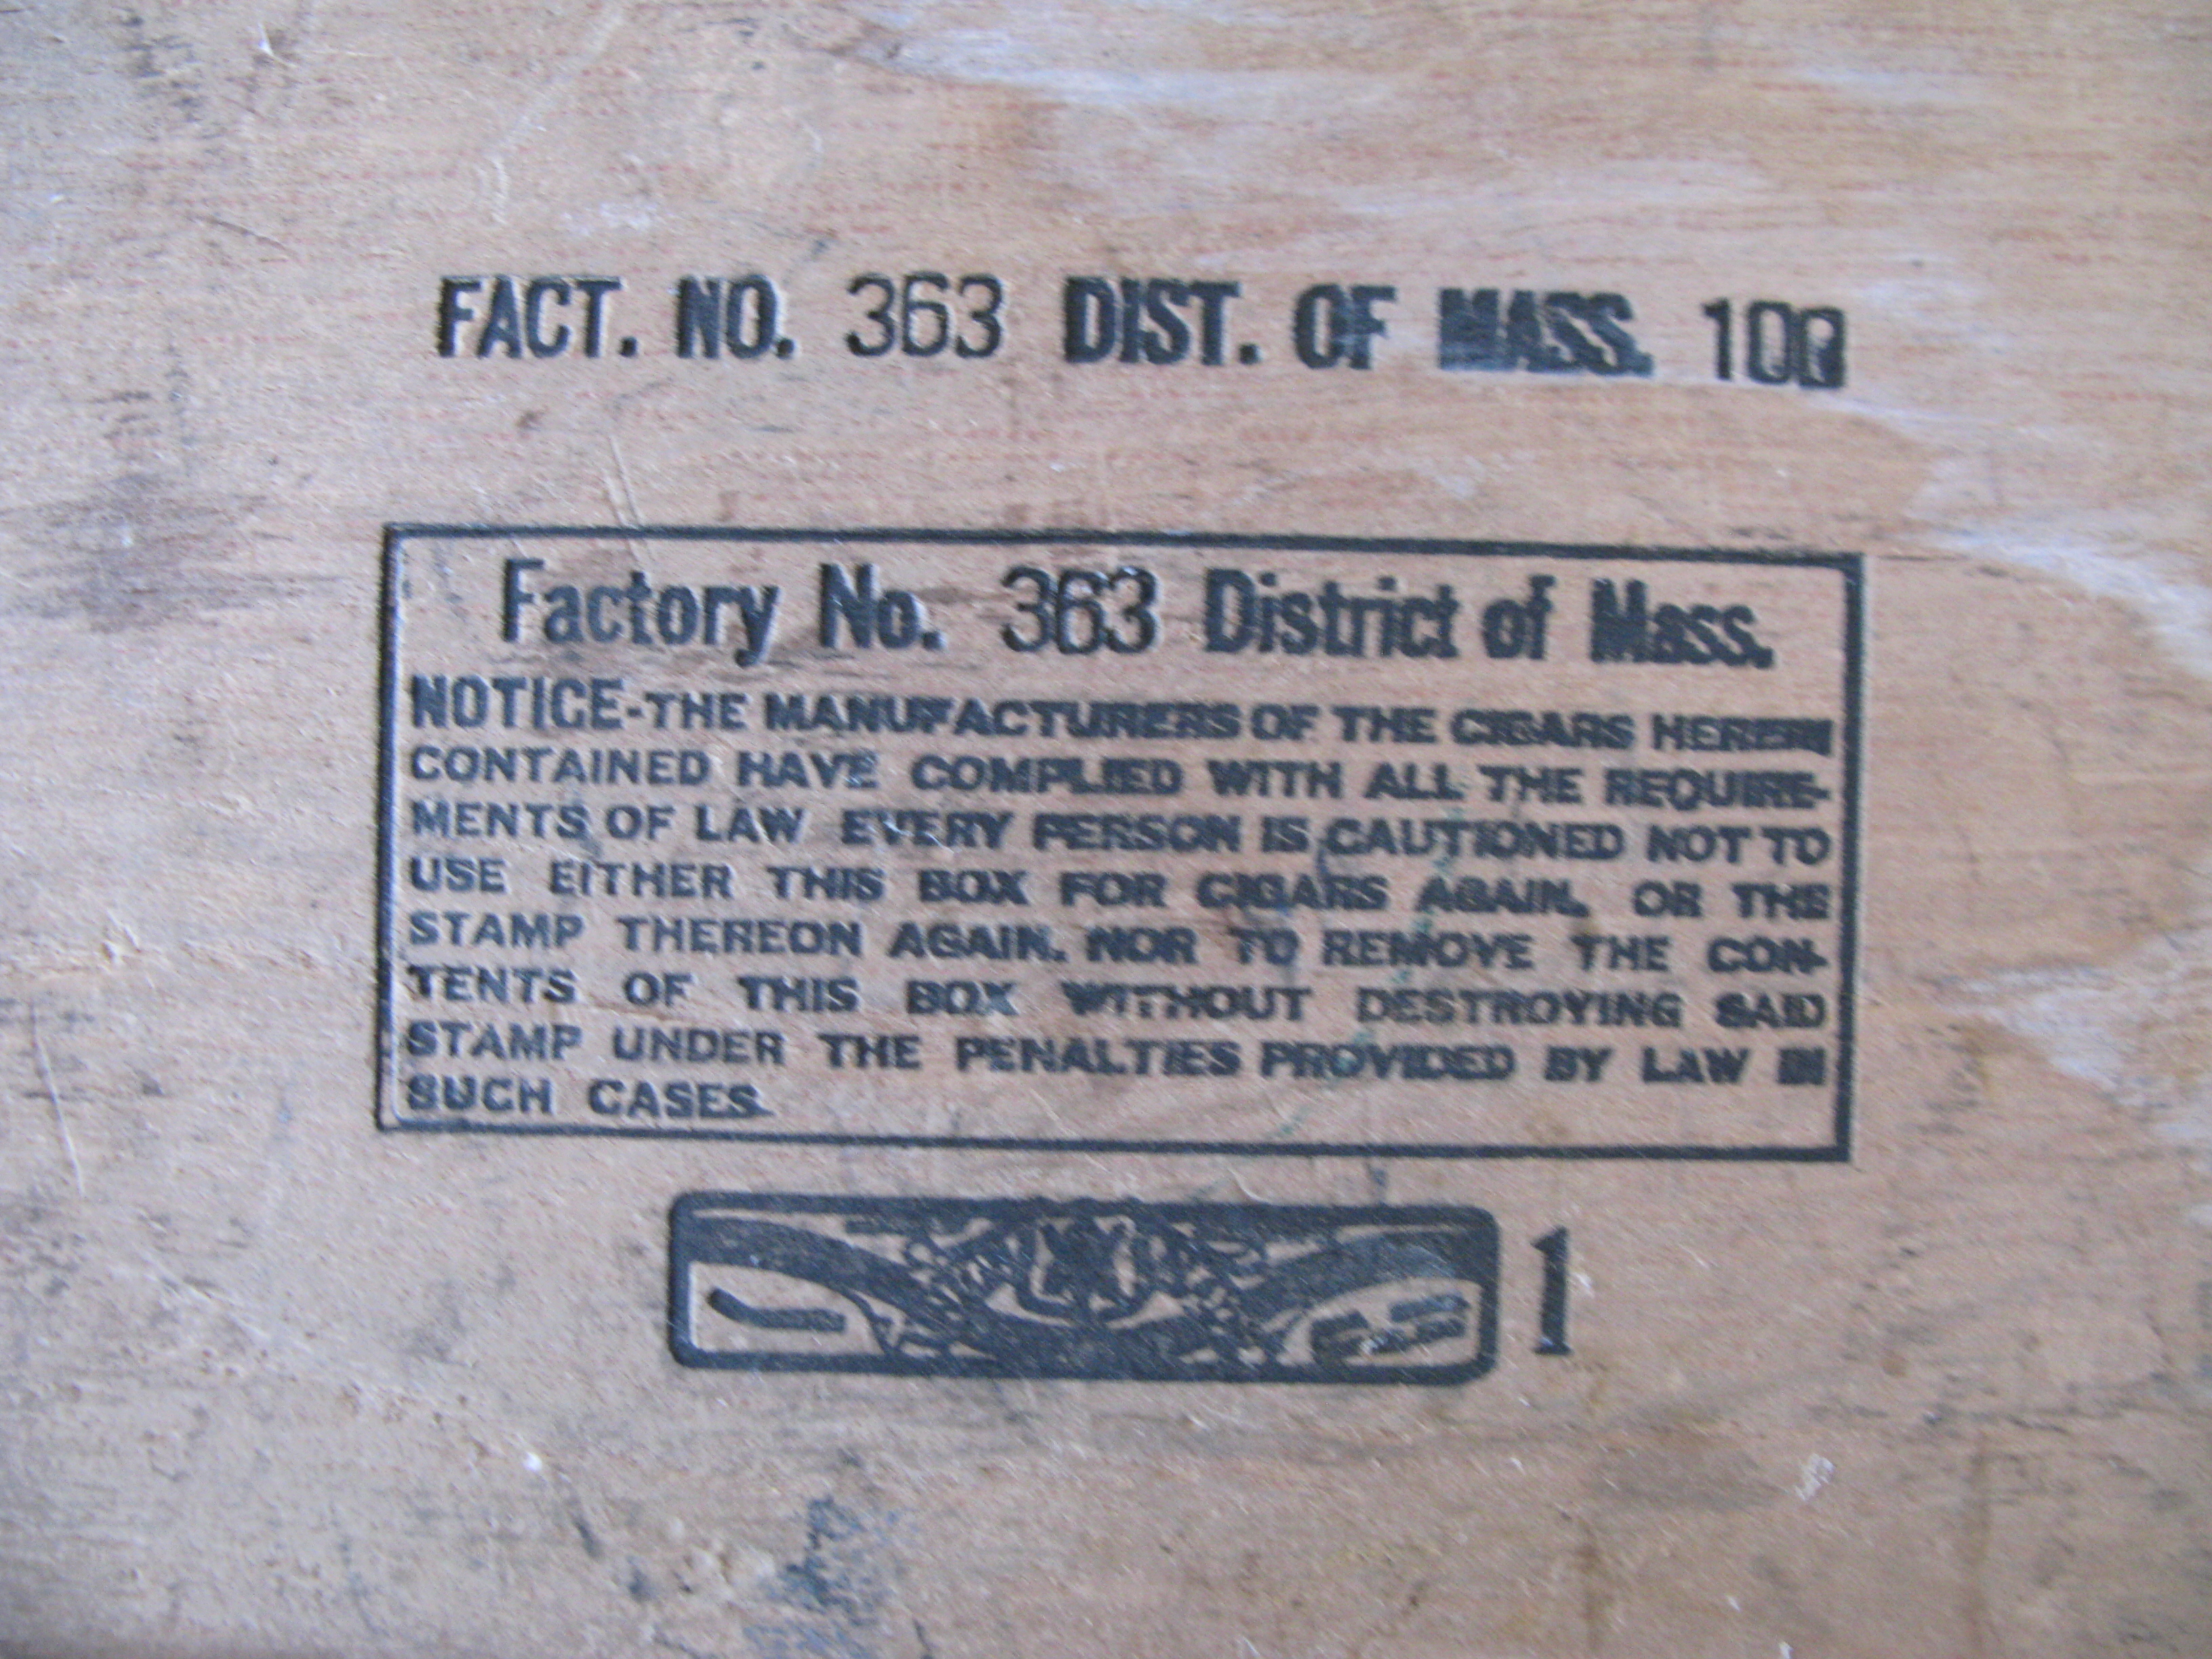 FACT. NO. 363 DIST. OF MASS. 100
Factory No. 363 District of Mass.
NOTICE-THE MANUFACTURERS OF THE CIGARS HEREIN
CONTAINED HAVE COMPLIED WITH ALL THE REQUIRE-
MENTS OF LAW EVERY PERSON IS CAUTIONED NOT TO
USE EITHER THIS BOX FOR CIGARS AGAIN, OR THE
STAMP THEREON AGAIN. NOR TO REMOVE THE CON-
TENTS OF THIS BOX WITHOUT DESTROYING SAID
STAMP UNDER THE PENALTIES PROVIDED BY LAW IN
SUCH CASES.
1